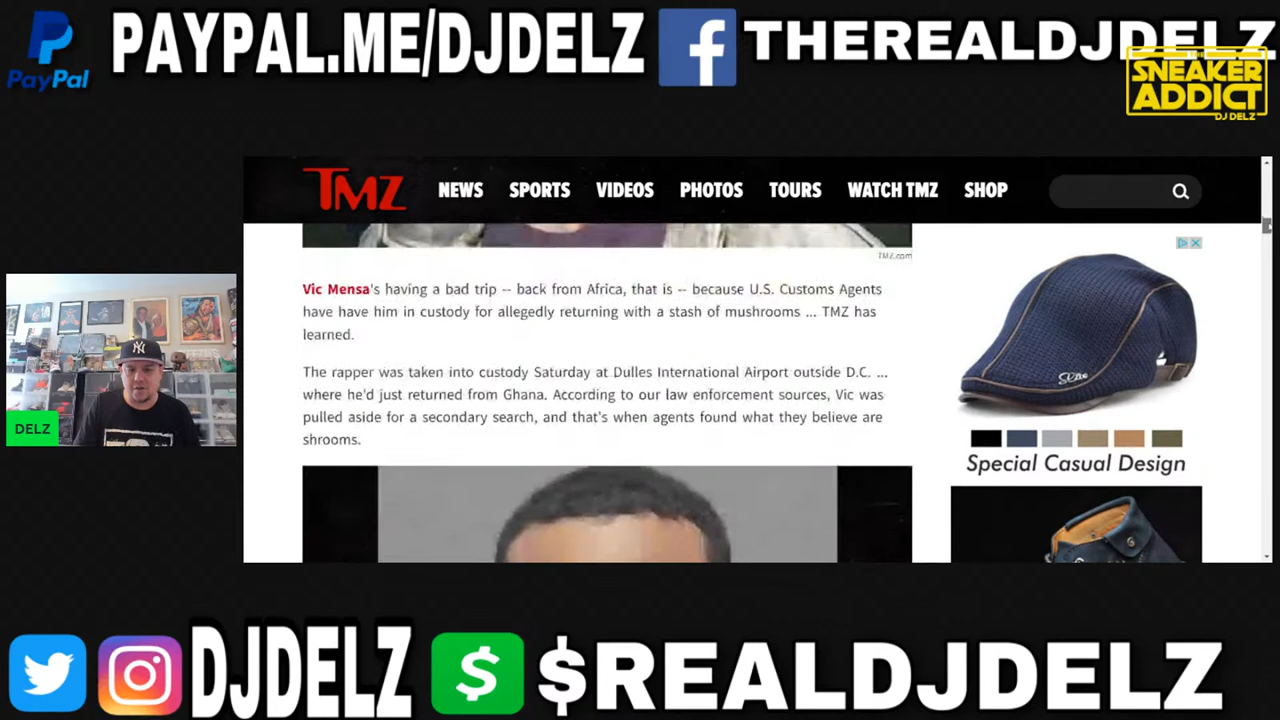 PayPal
PAYPAL.ME/DJDELZ
THEREALDJDELZ
THE
SNEAKER
ADDICT
DJ DELZ
TMZ NEWS SPORTS VIDEOS PHOTOS TOURS WATCH TMZ SHOP
TMZ.com
Vic Mensa's having a bad trip -- back from Africa, that is -- because U.S. Customs Agents
have have him in custody for allegedly returning with a stash of mushrooms ... TMZ has
learned.
The rapper was taken into custody Saturday at Dulles International Airport outside D.C. ...
where he'd just returned from Ghana. According to our law enforcement sources, Vic was
pulled aside for a secondary search, and that's when agents found what they believe are
shrooms.
Special Casual Design
DELZ
DJDELZ
$REALDJDELZ